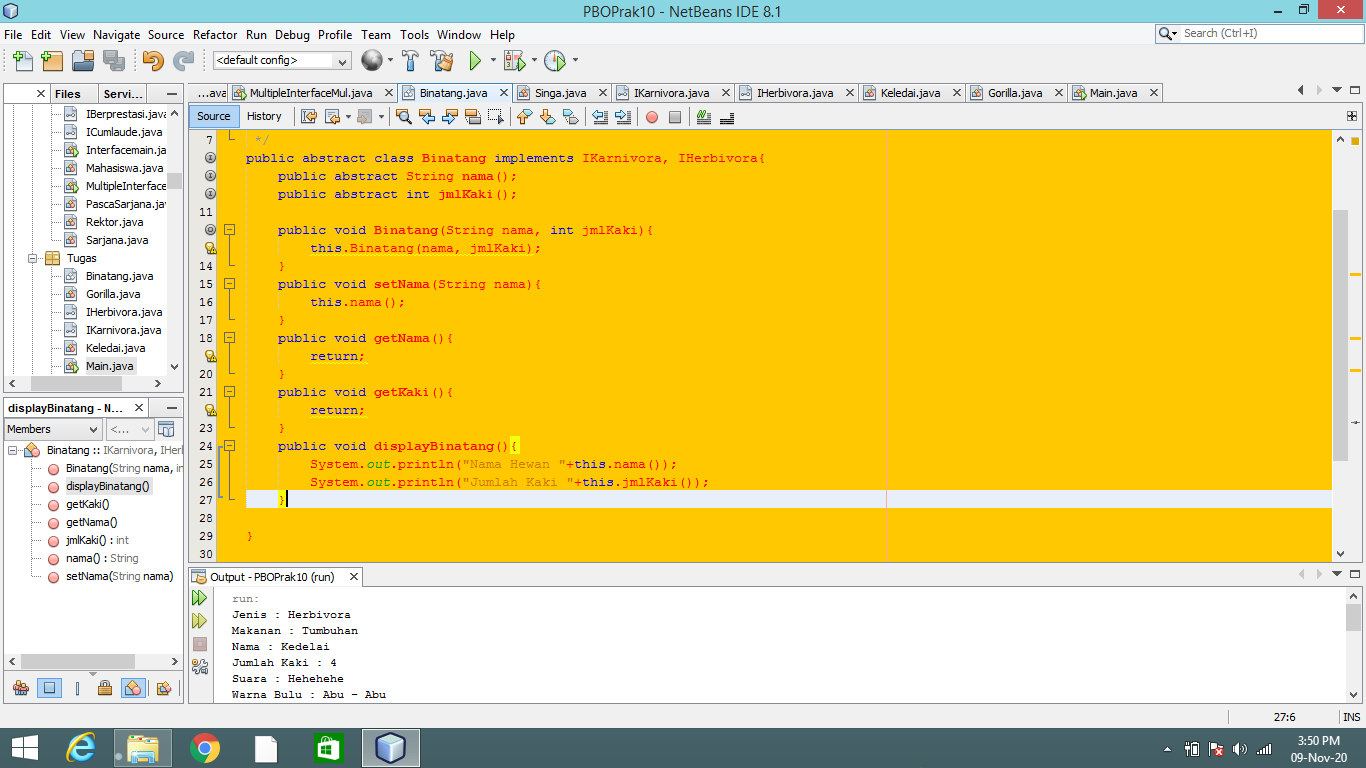 PBOPrak10 - NetBeans IDE 8.1
File Edit View Navigate Source Refactor Run Debug Profile Team Tools Window Help
Search (Ctrl+I)
<default config>
Files Servi...
IBerprestasi.java
ICumlaude.java
Interfacemain.ja
Mahasiswa.java
MultipleInterface
PascaSarjana.jav
Rektor.java
Sarjana.java
Tugas
Binatang.java
Gorilla.java
IHerbivora.java
IKarnivora.java
Keledai.java
Main.java
displayBinatang - N...
Members
<...
Binatang :: IKarnivora, IHer
Binatang(String nama, in
displayBinatang()
getKaki()
getNama()
jmlKaki() : int
nama() : String
setNama(String nama)
...ava MultipleInterfaceMul.java Binatang.java Singa.java IKarnivora.java IHerbivora.java Keledai.java Gorilla.java Main.java
Source History
7 */
public abstract class Binatang implements IKarnivora, IHerbivora{
public abstract String nama();
public abstract int jmlKaki();
11
public void Binatang(String nama, int jmlKaki){
this.Binatang(nama, jmlKaki);
14 }
15 public void setNama(String nama){
16 this.nama();
17 }
18 public void getNama(){
return;
20 }
21 public void getKaki(){
return;
23 }
24 public void displayBinatang(){
25 System.out.println("Nama Hewan "+this.nama());
26 System.out.println("Jumlah Kaki "+this.jmlKaki());
27 }
28
29 }
30
Output - PBOPrak10 (run)
run:
Jenis : Herbivora
Makanan : Tumbuhan
Nama : Kedelai
Jumlah Kaki : 4
Suara : Hehehehe
Warna Bulu : Abu - Abu
27:6 INS
3:50 PM
09-Nov-20